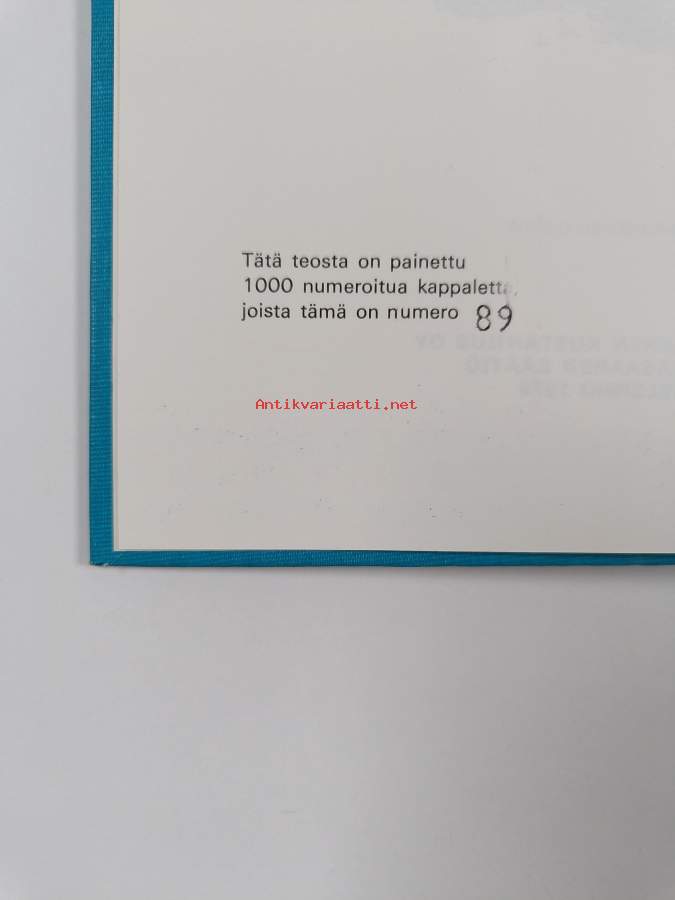 Tätä teosta on painettu
1000 numeroitua kappaletta,
joista tämä on numero 89
Antikvariaatti.net